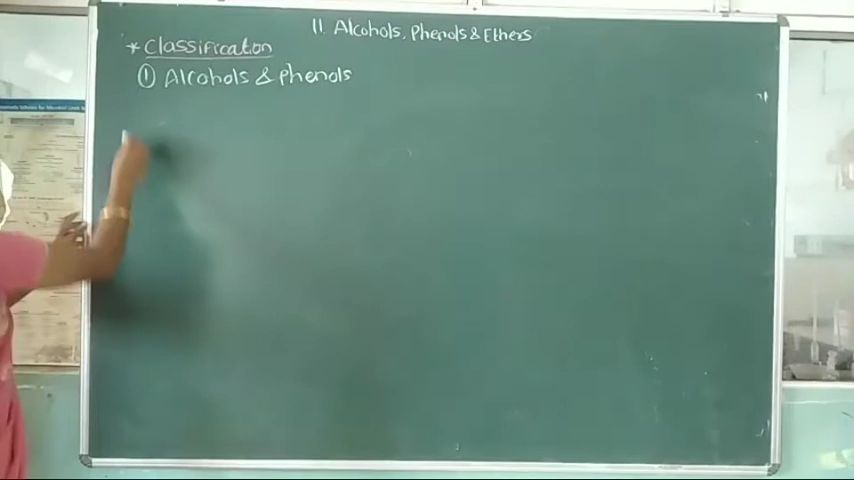 11. Alcohols, Phenols & Ethers
* Classification
① Alcohols & Phenols